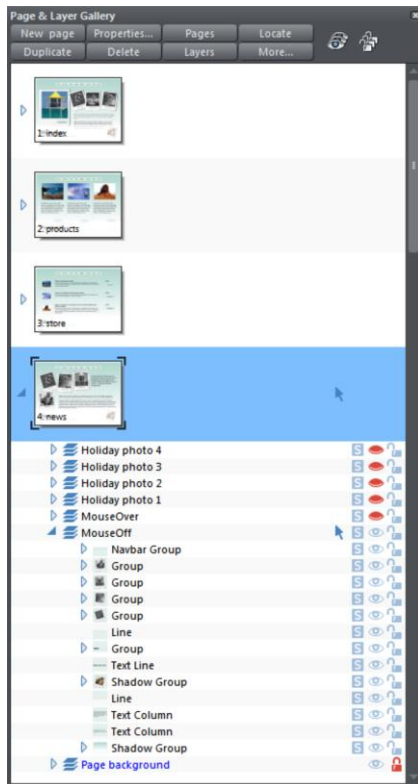 Page & Layer Gallery
New page Properties... Pages Locate
Duplicate Delete Layers More...
1: index
2: products
3: store
4: news
Holiday photo 4 S
Holiday photo 3 S
Holiday photo 2 S
Holiday photo 1 S
MouseOver S
MouseOff S
Navbar Group S
Group S
Group S
Group S
Group S
Line S
Group S
Text Line S
Shadow Group S
Line S
Text Column S
Text Column S
Shadow Group S
Page background